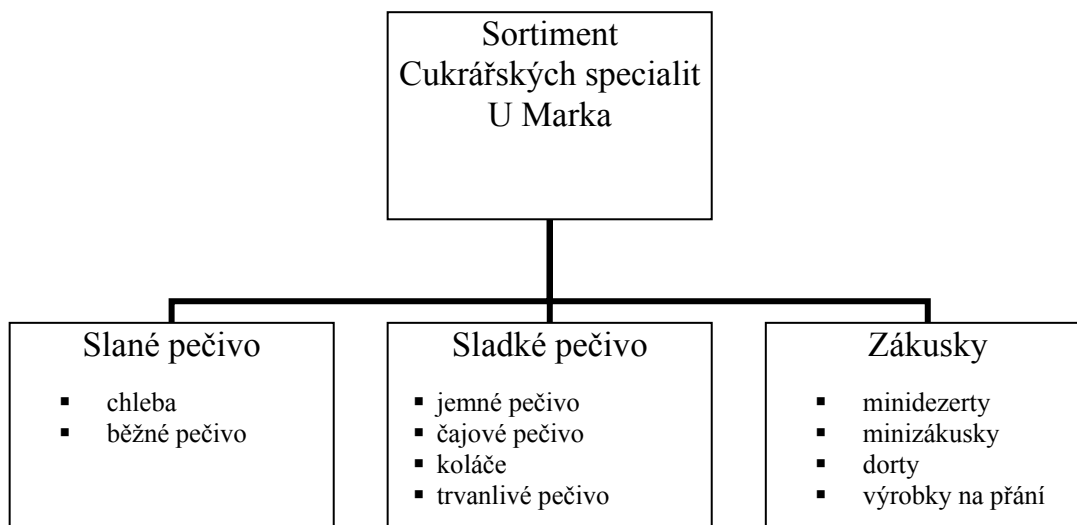 Sortiment
Cukrářských specialit
U Marka
Slané pečivo
▪ chleba
▪ běžné pečivo
Sladké pečivo
▪ jemné pečivo
▪ čajové pečivo
▪ koláče
▪ trvanlivé pečivo
Zákusky
▪ minidezerty
▪ minizákusky
▪ dorty
▪ výrobky na přání